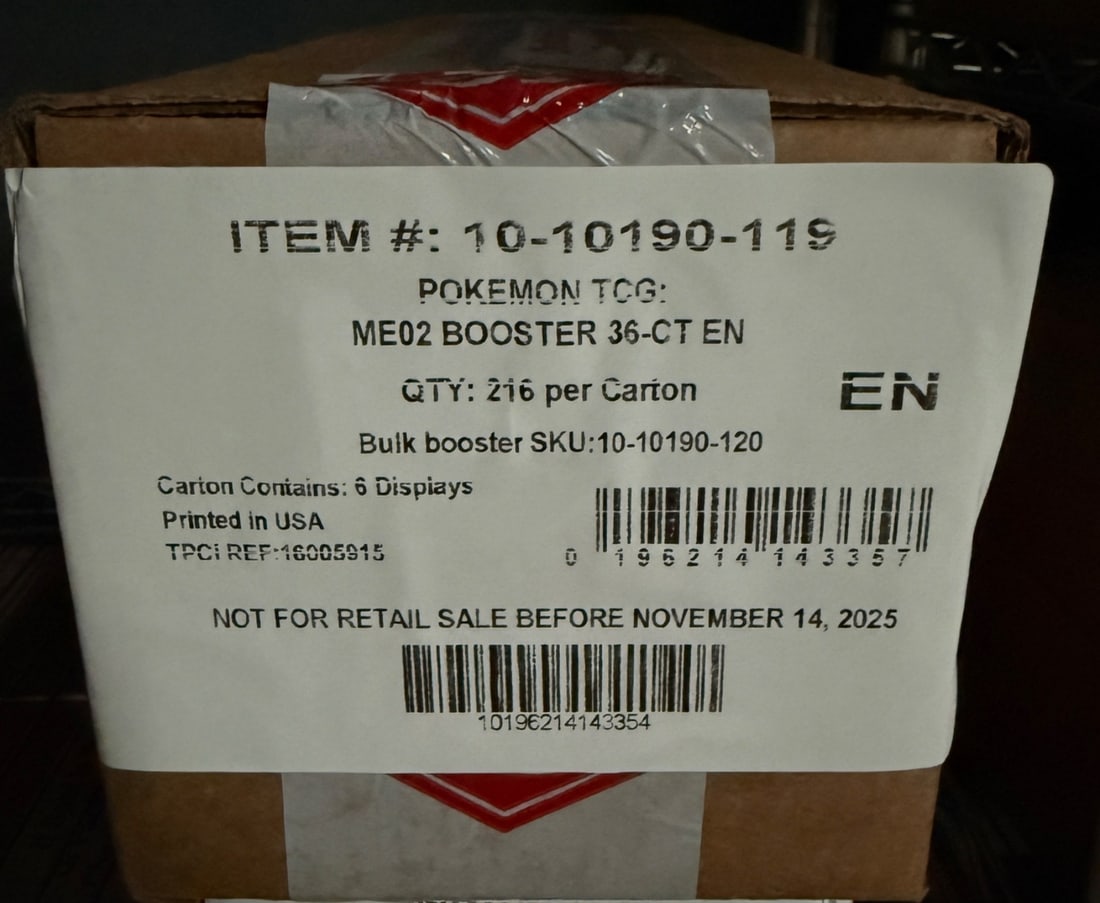 ITEM #: 10-10190-119
POKEMON TCG:
ME02 BOOSTER 36-CT EN
QTY: 216 per Carton
EN
Bulk booster SKU:10-10190-120
Carton Contains: 6 Displays
Printed in USA
TPCi REF:16005915
0 196214 143357
NOT FOR RETAIL SALE BEFORE NOVEMBER 14, 2025
10196214143354